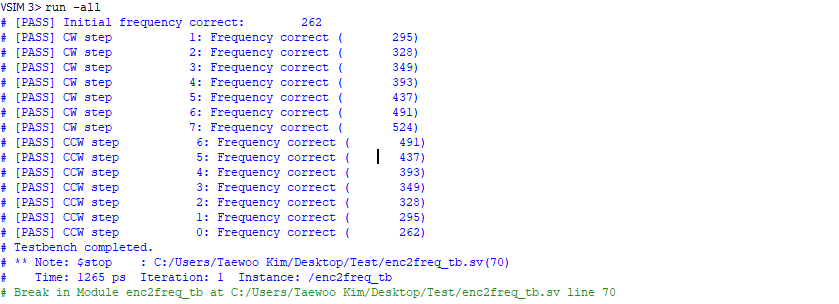 VSIM 3> run -all
# [PASS] Initial frequency correct:         262
# [PASS] CW step           1: Frequency correct (       295)
# [PASS] CW step           2: Frequency correct (       328)
# [PASS] CW step           3: Frequency correct (       349)
# [PASS] CW step           4: Frequency correct (       393)
# [PASS] CW step           5: Frequency correct (       437)
# [PASS] CW step           6: Frequency correct (       491)
# [PASS] CW step           7: Frequency correct (       524)
# [PASS] CCW step           6: Frequency correct (       491)
# [PASS] CCW step           5: Frequency correct (       437)
# [PASS] CCW step           4: Frequency correct (       393)
# [PASS] CCW step           3: Frequency correct (       349)
# [PASS] CCW step           2: Frequency correct (       328)
# [PASS] CCW step           1: Frequency correct (       295)
# [PASS] CCW step           0: Frequency correct (       262)
# Testbench completed.
# ** Note: $stop    : C:/Users/Taewoo Kim/Desktop/Test/enc2freq_tb.sv(70)
#    Time: 1265 ps  Iteration: 1  Instance: /enc2freq_tb
# Break in Module enc2freq_tb at C:/Users/Taewoo Kim/Desktop/Test/enc2freq_tb.sv line 70